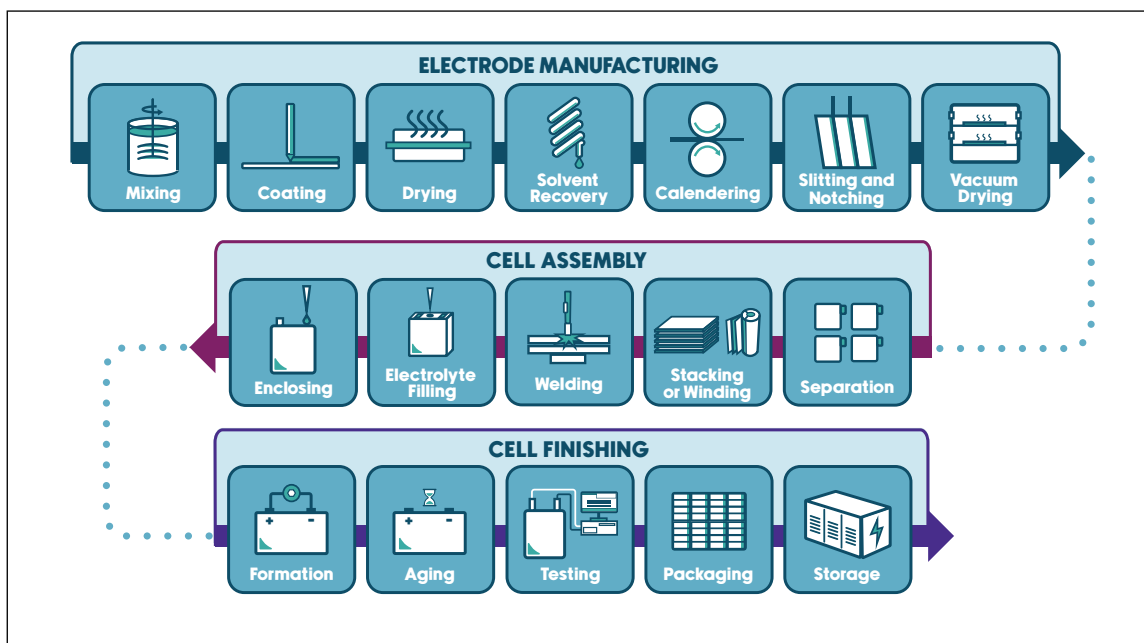 ELECTRODE MANUFACTURING
Mixing
Coating
Drying
Solvent
Recovery
Calendering
Slitting and
Notching
Vacuum
Drying
CELL ASSEMBLY
Enclosing
Electrolyte
Filling
Welding
Stacking
or Winding
Separation
CELL FINISHING
Formation
Aging
Testing
Packaging
Storage